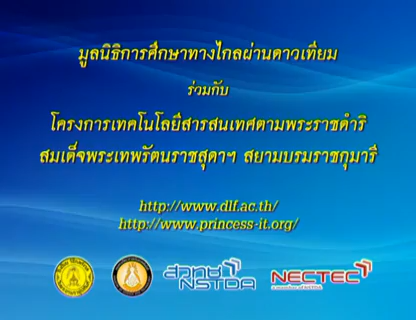 มูลนิธิการศึกษาทางไกลผ่านดาวเทียม
ร่วมกับ
โครงการเทคโนโลยีสารสนเทศตามพระราชดำริ
สมเด็จพระเทพรัตนราชสุดาฯ สยามบรมราชกุมารี
http://www.dlf.ac.th/
http://www.princess-it.org/
สวทช
NSTDA
NECTEC
a member of NSTDA